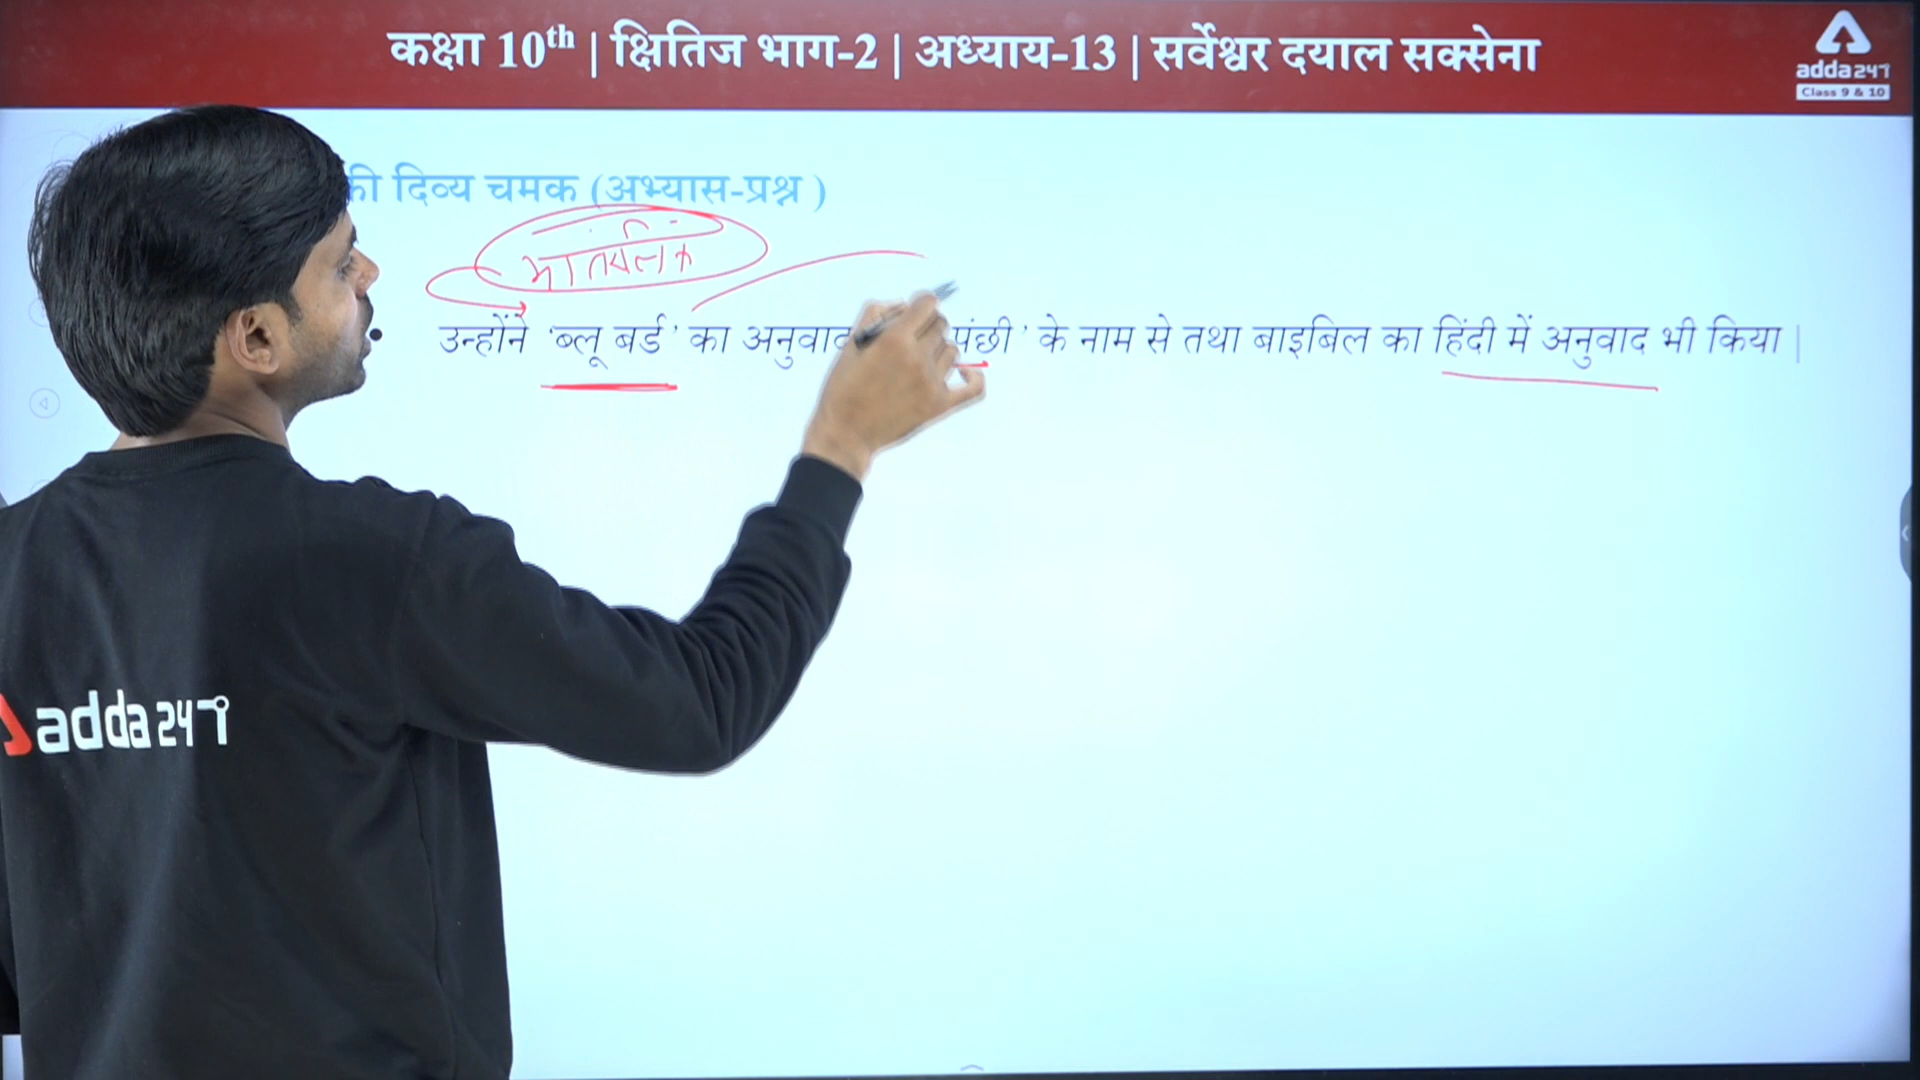 कक्षा 10th | क्षितिज भाग-2 | अध्याय-13 | सर्वेश्वर दयाल सक्सेना
adda247
Class 9 & 10
की दिव्य चमक (अभ्यास-प्रश्न )
उन्होंने ‘ब्लू बर्ड’ का अनुवाद पंछी’ के नाम से तथा बाइबिल का हिंदी में अनुवाद भी किया |
adda247